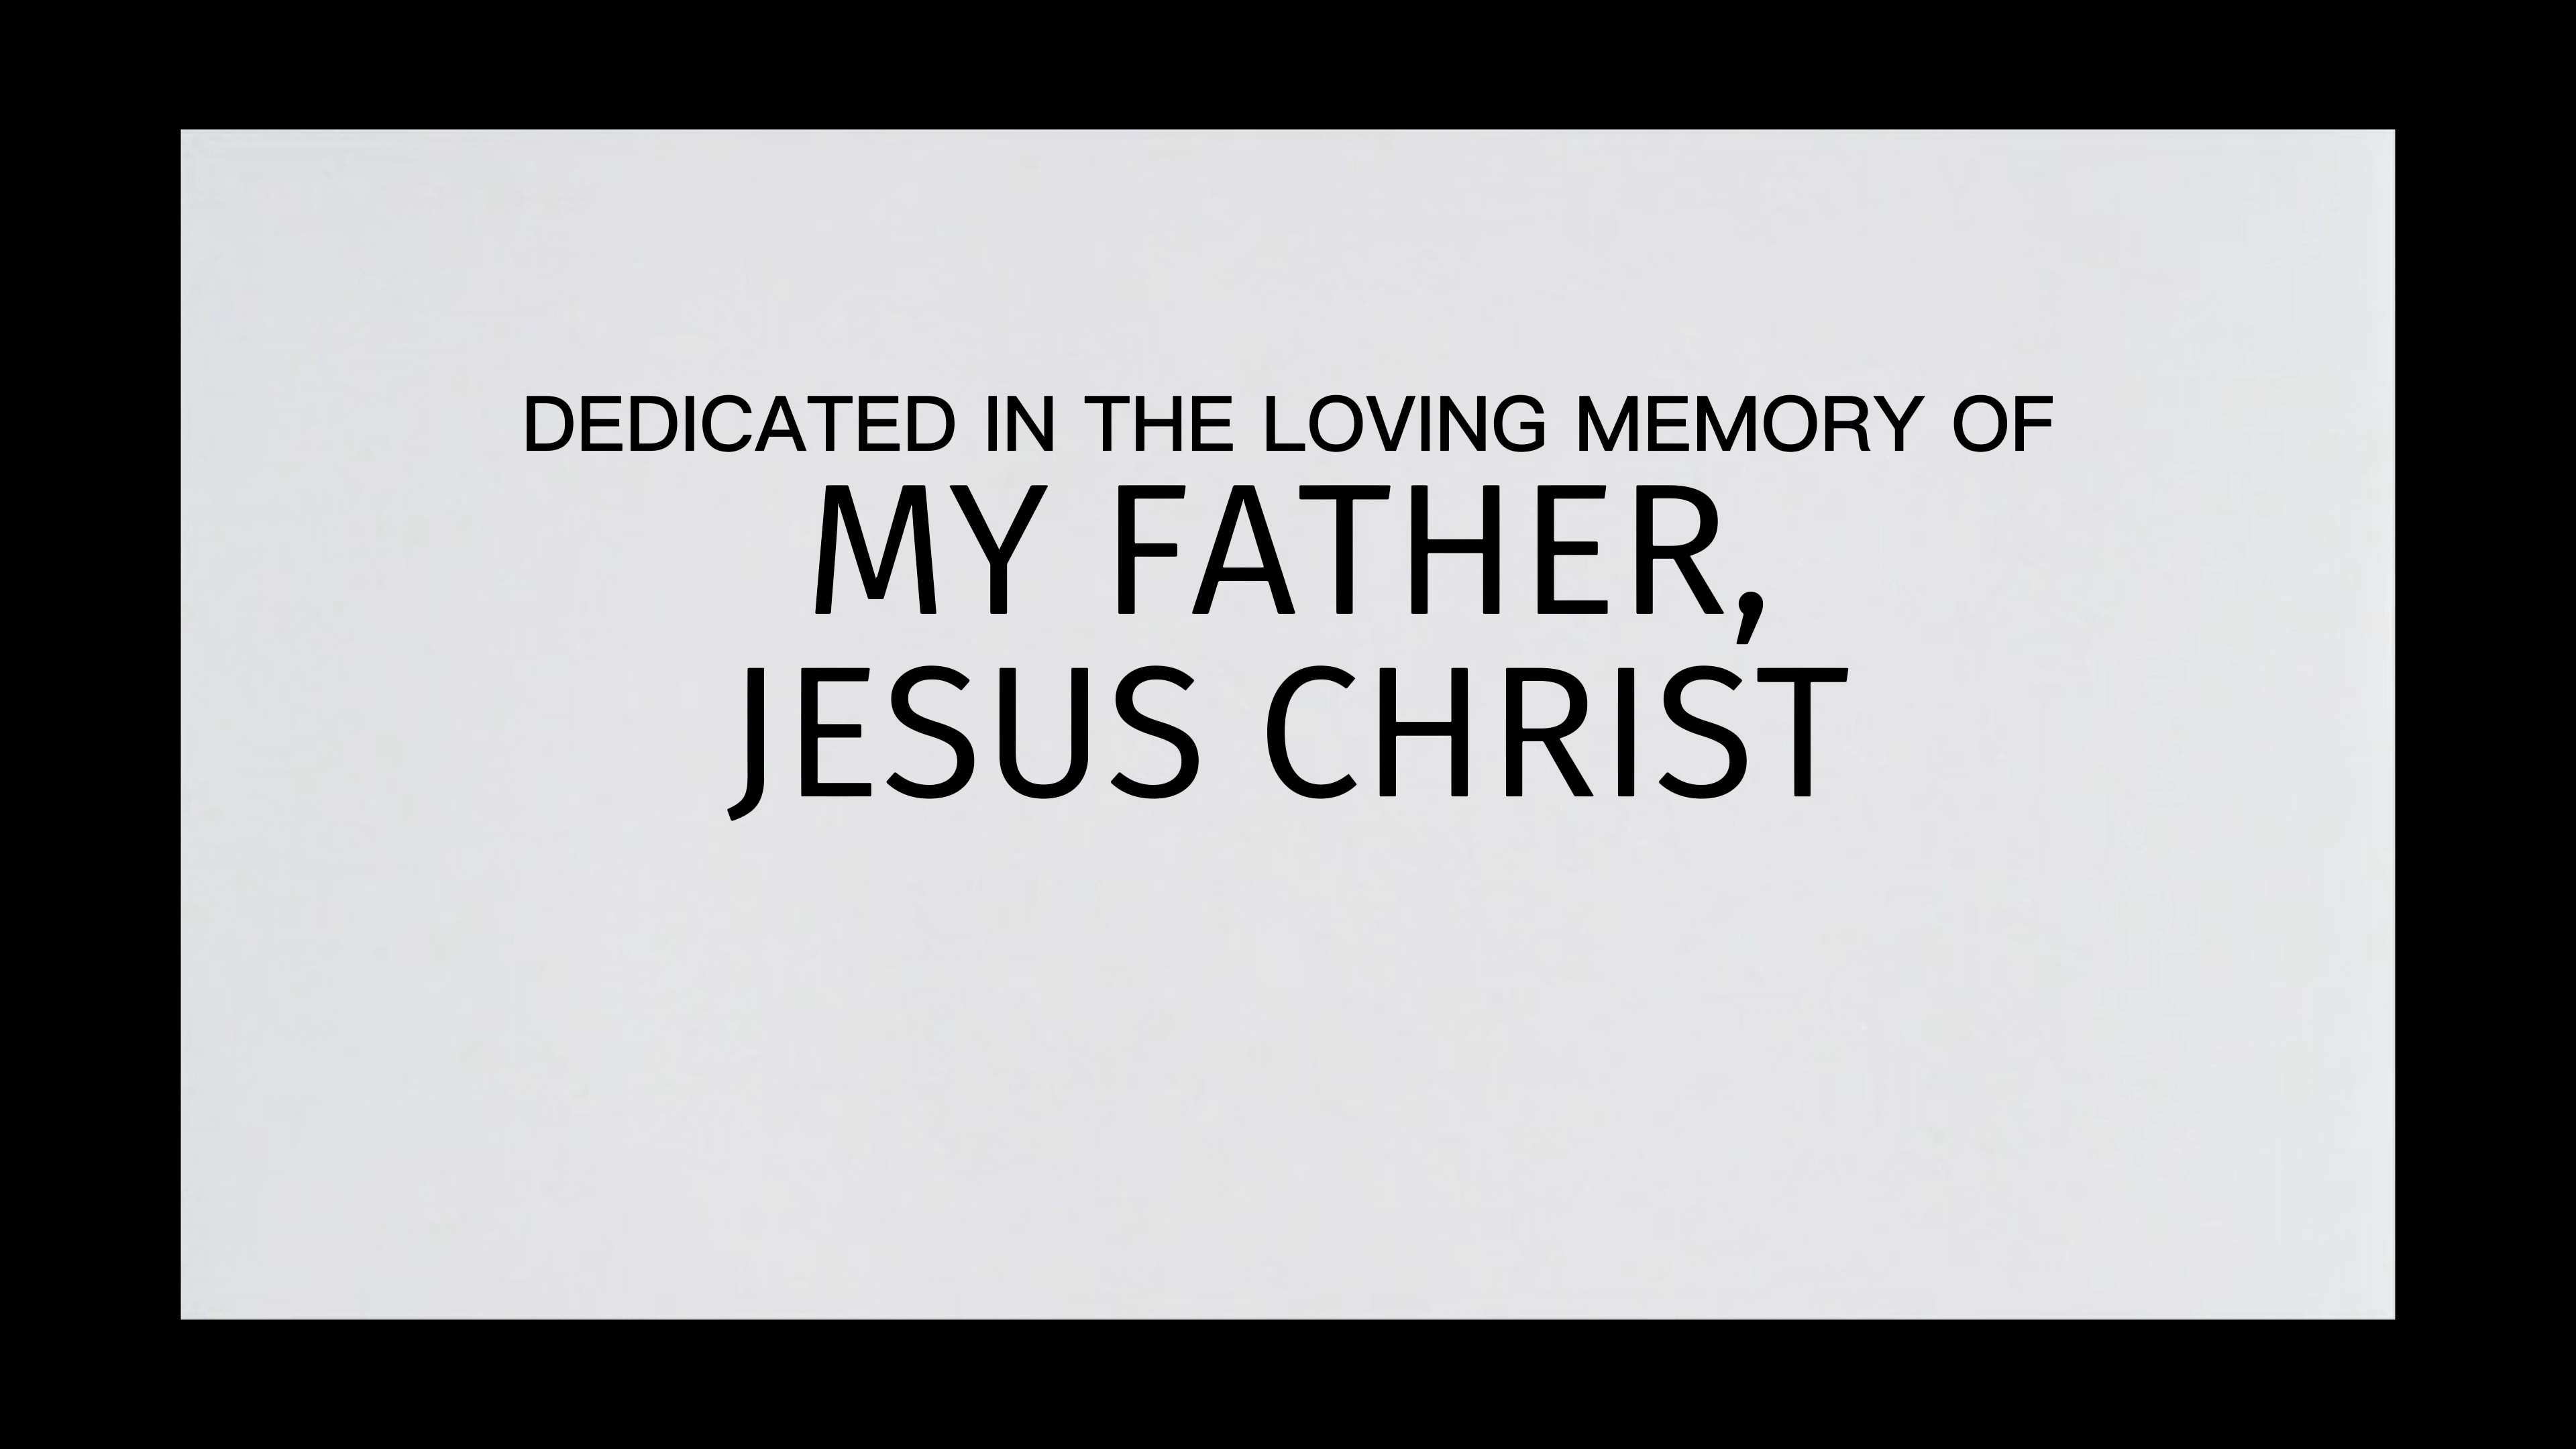 DEDICATED IN THE LOVING MEMORY OF
MY FATHER,
JESUS CHRIST